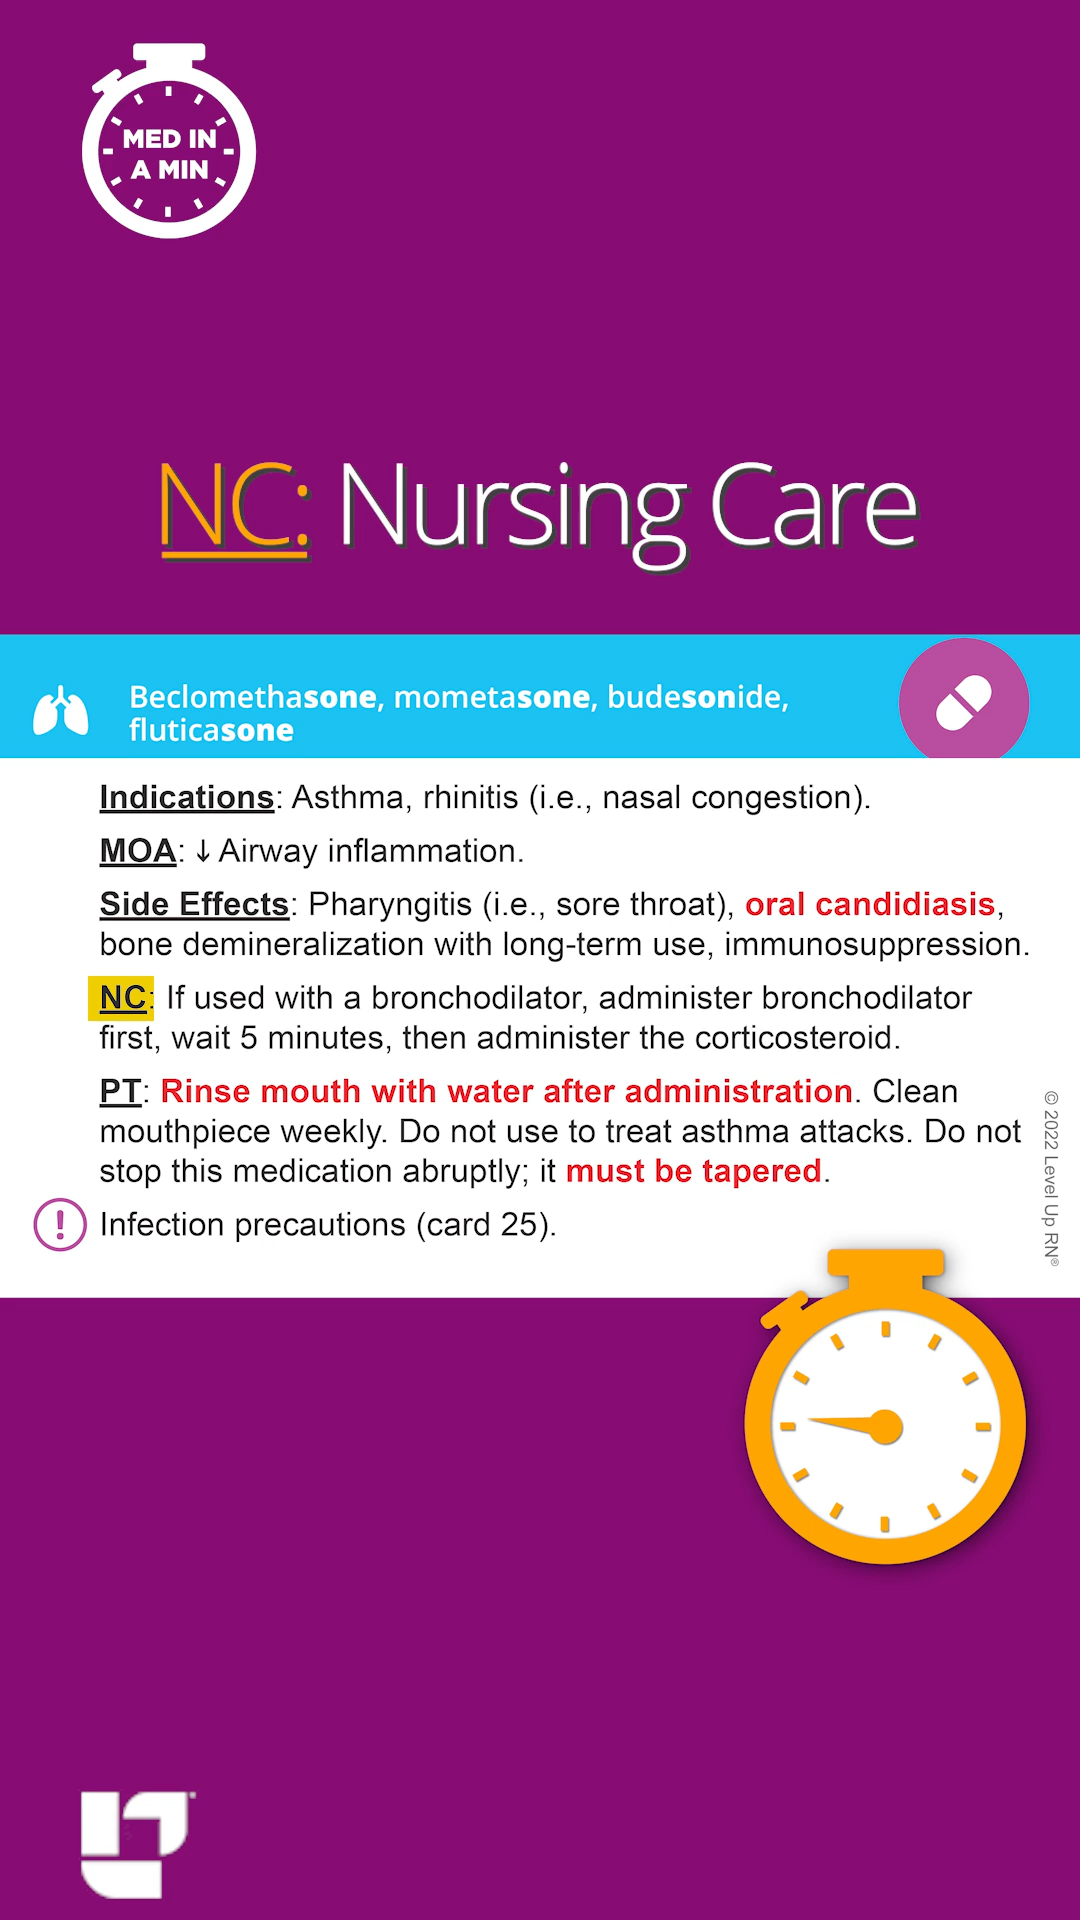 MED IN
A MIN
NC: Nursing Care
Beclomethasone, mometasone, budesonide,
fluticasone
Indications: Asthma, rhinitis (i.e., nasal congestion).
MOA: ↓ Airway inflammation.
Side Effects: Pharyngitis (i.e., sore throat), oral candidiasis,
bone demineralization with long-term use, immunosuppression.
NC: If used with a bronchodilator, administer bronchodilator
first, wait 5 minutes, then administer the corticosteroid.
PT: Rinse mouth with water after administration. Clean
mouthpiece weekly. Do not use to treat asthma attacks. Do not
stop this medication abruptly; it must be tapered.
! Infection precautions (card 25).
© 2022 Level Up RN®